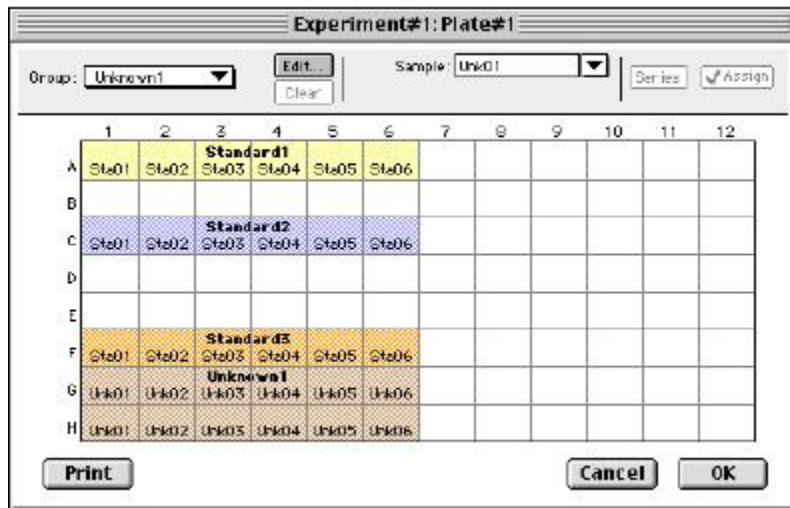 Experiment#1: Plate#1
Group: Unknown1 Edit... Sample: Unk01 Series Assign
Clear
1 2 3 4 5 6 7 8 9 10 11 12
Standard1
A Sta01 Sta02 Sta03 Sta04 Sta05 Sta06
B
Standard2
C Sta01 Sta02 Sta03 Sta04 Sta05 Sta06
D
E
Standard3
F Sta01 Sta02 Sta03 Sta04 Sta05 Sta06
Unknown1
G Unk01 Unk02 Unk03 Unk04 Unk05 Unk06
H Unk01 Unk02 Unk03 Unk04 Unk05 Unk06
Print Cancel OK